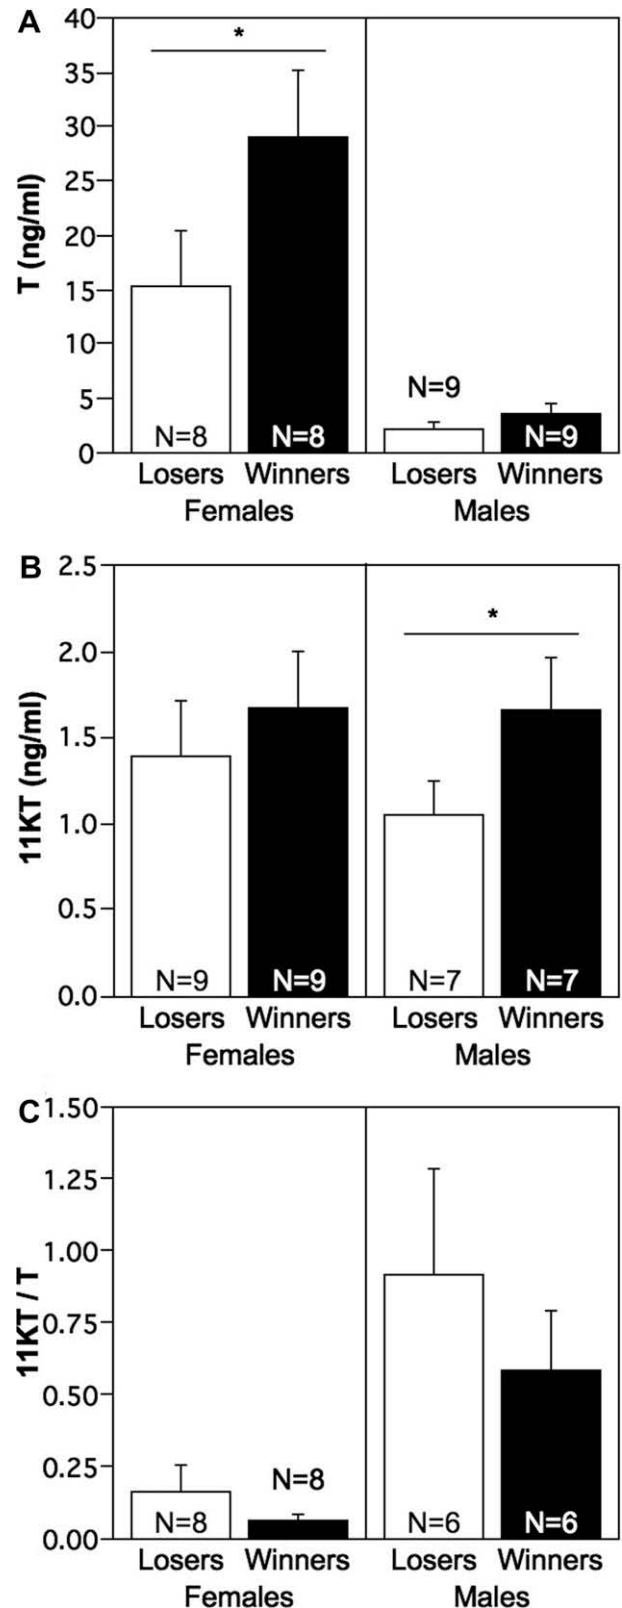 A
40
*
35
30
25
20
15
10
5
0
T (ng/ml)
N=8
N=8
N=9
N=9
Losers Winners Losers Winners
Females Males
B
2.5
2.0
*
1.5
1.0
0.5
0.0
11KT (ng/ml)
N=9 N=9 N=7 N=7
Losers Winners Losers Winners
Females Males
C
1.50
1.25
1.00
0.75
0.50
0.25
0.00
11KT / T
N=8
N=8
N=6
N=6
Losers Winners Losers Winners
Females Males